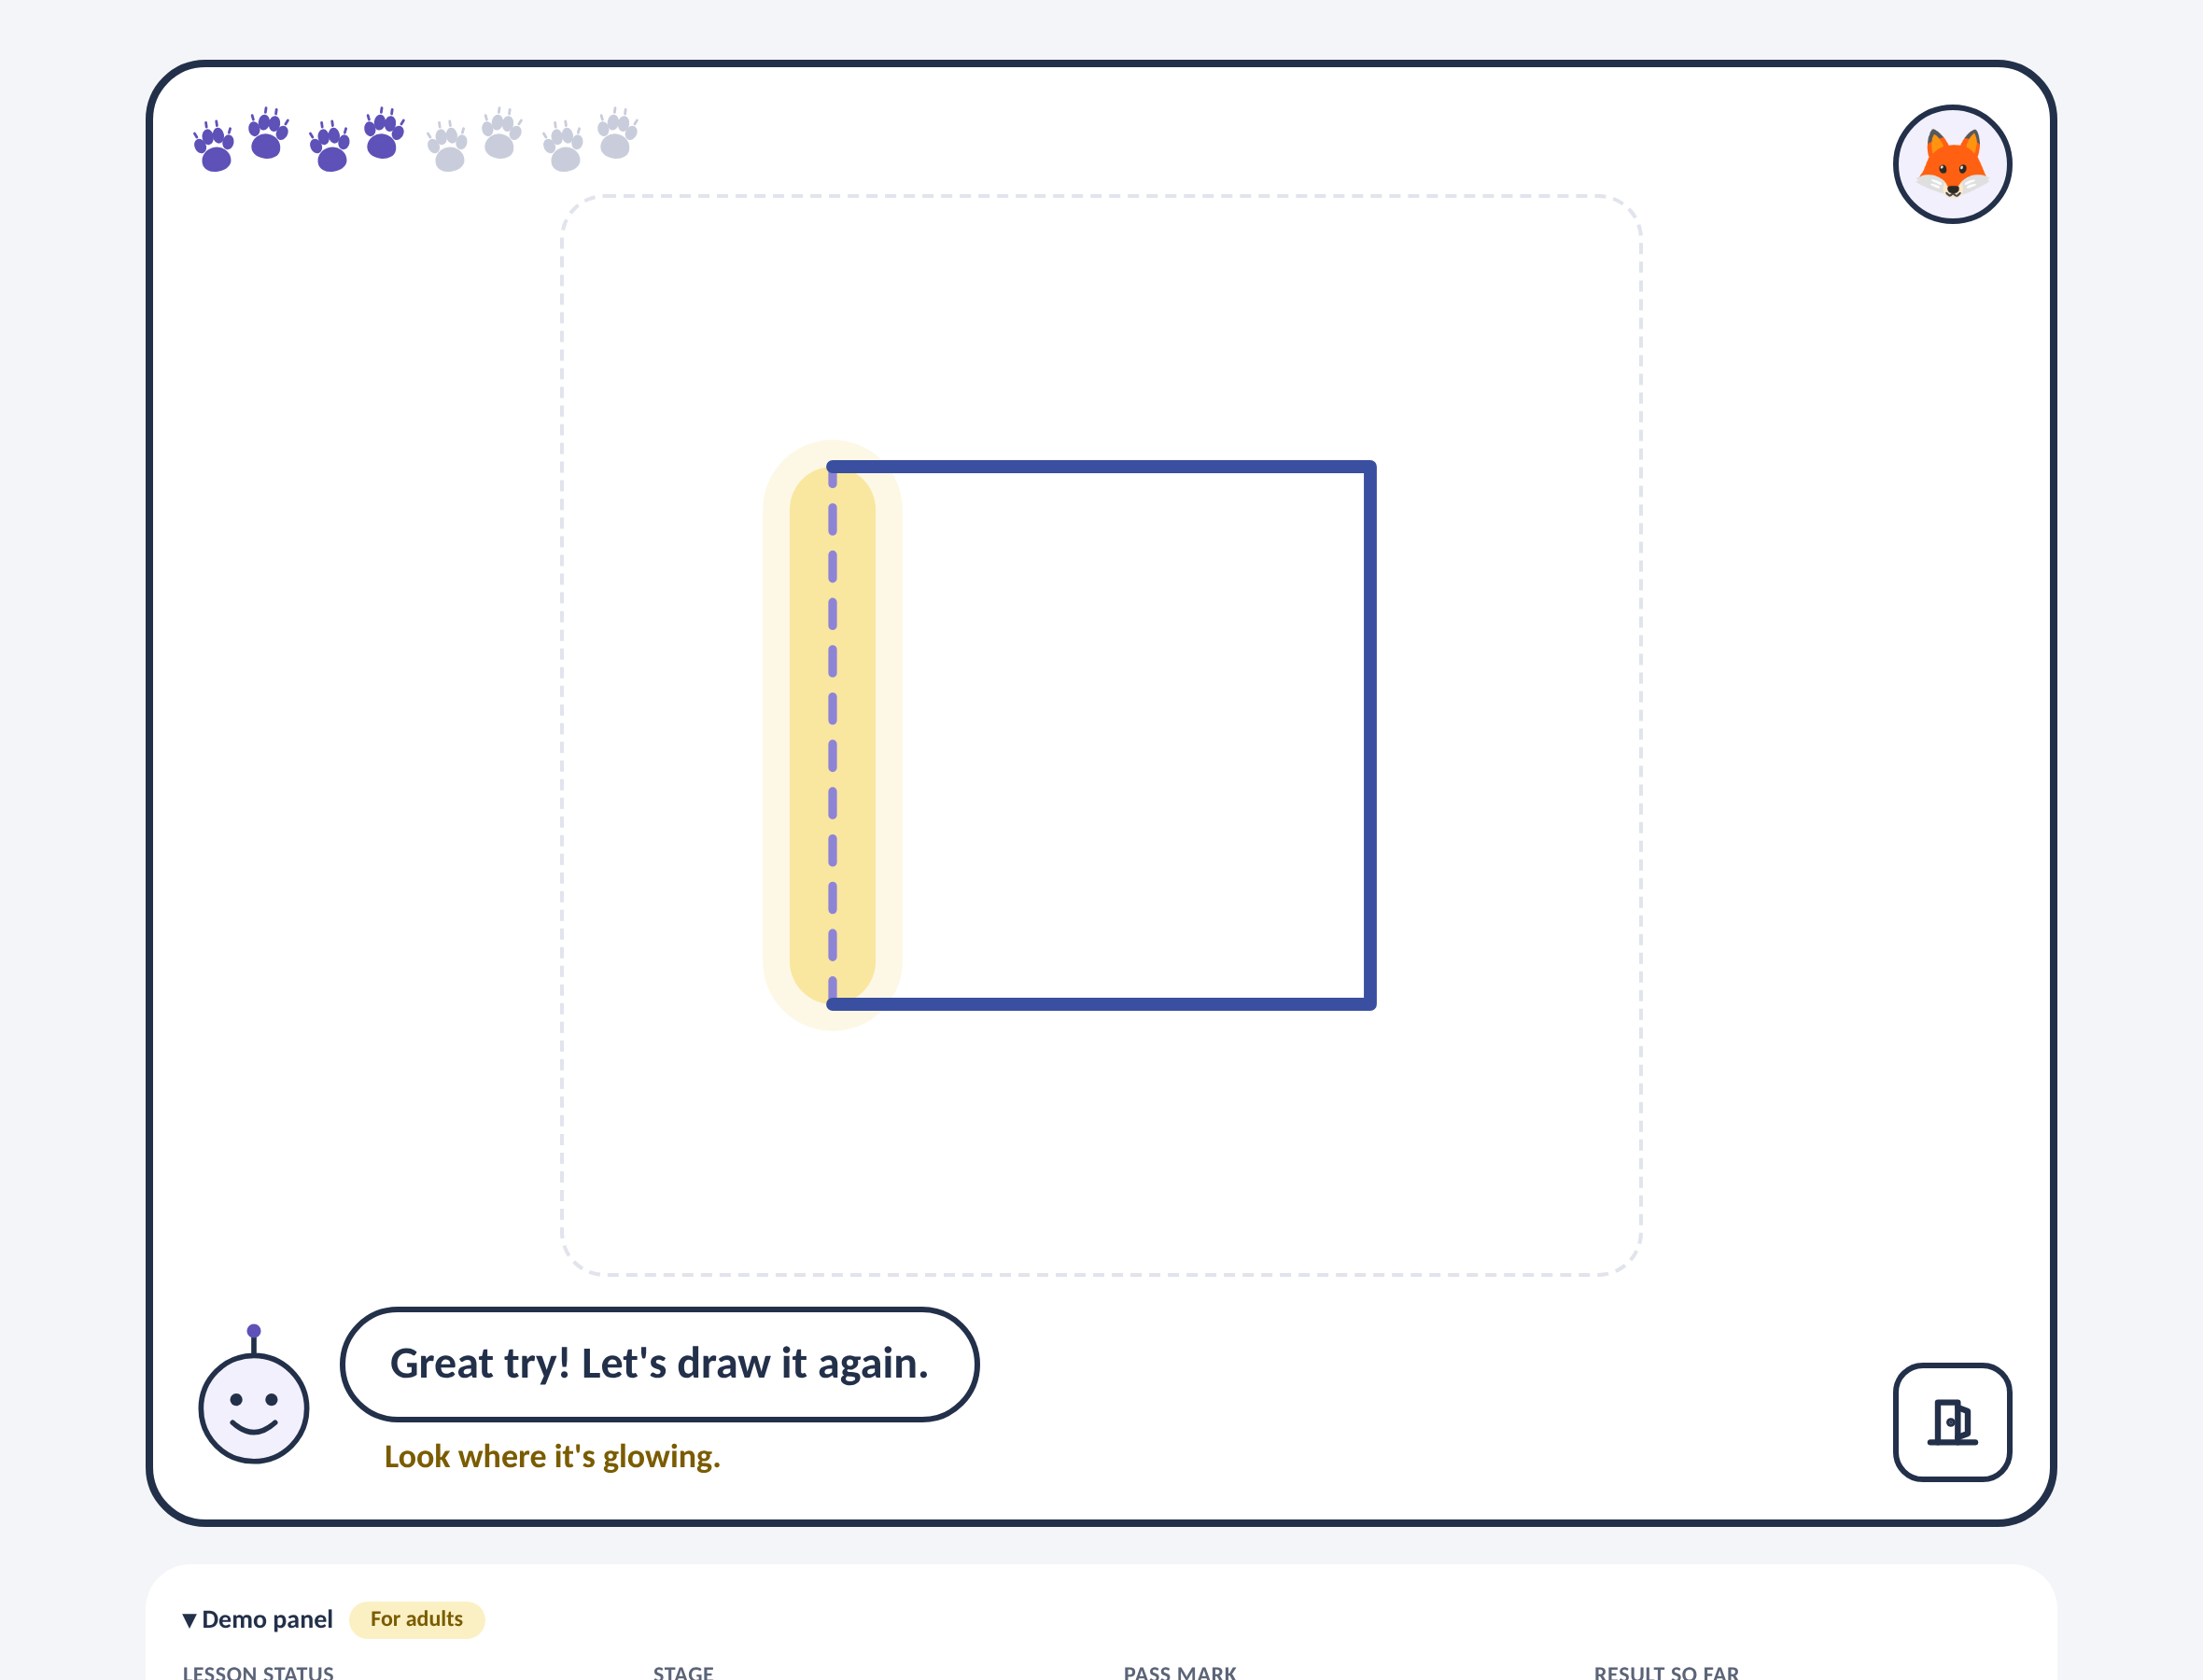 Great try! Let's draw it again.
Look where it's glowing.
▼ Demo panel For adults
LESSON STATUS STAGE PASS MARK RESULT SO FAR